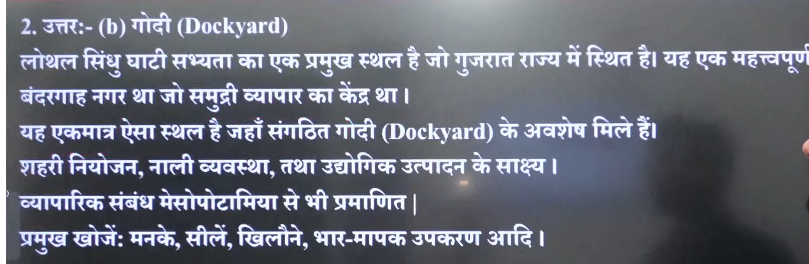 2. उत्तर:- (b) गोदी (Dockyard)
लोथल सिंधु घाटी सभ्यता का एक प्रमुख स्थल है जो गुजरात राज्य में स्थित है। यह एक महत्त्वपूर्ण
बंदरगाह नगर था जो समुद्री व्यापार का केंद्र था।
यह एकमात्र ऐसा स्थल है जहाँ संगठित गोदी (Dockyard) के अवशेष मिले हैं।
शहरी नियोजन, नाली व्यवस्था, तथा उद्योगिक उत्पादन के साक्ष्य।
व्यापारिक संबंध मेसोपोटामिया से भी प्रमाणित |
प्रमुख खोजें: मनके, सीलें, खिलौने, भार-मापक उपकरण आदि।